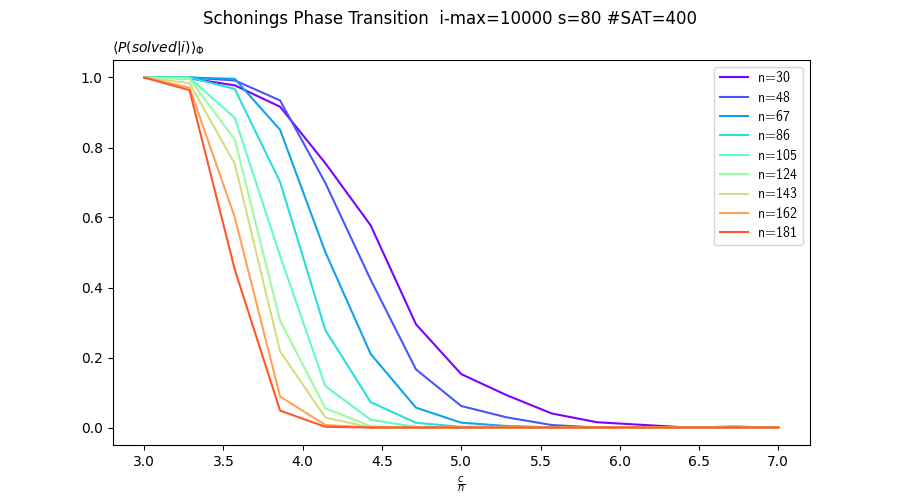 Schonings Phase Transition  i-max=10000 s=80 #SAT=400
⟨P(solved|i)⟩Φ
1.0
0.8
0.6
0.4
0.2
0.0
n=30
n=48
n=67
n=86
n=105
n=124
n=143
n=162
n=181
3.0 3.5 4.0 4.5 5.0 5.5 6.0 6.5 7.0
c/n